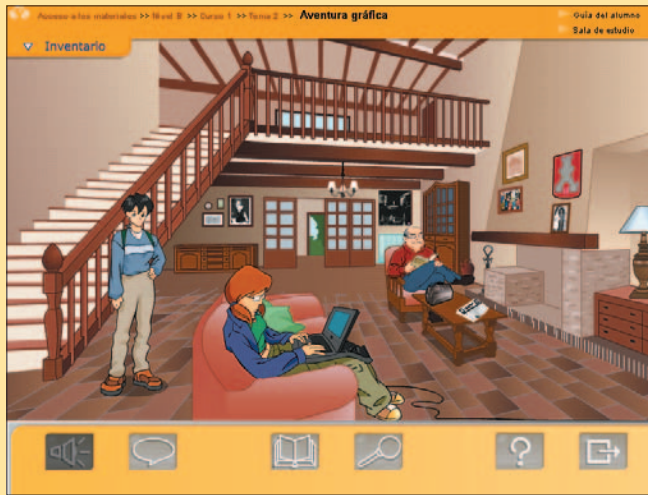 Acceso a los materiales >> Nivel B >> Curso 1 >> Tema 2 >> Aventura gráfica
Guía del alumno
Sala de estudio
Inventario